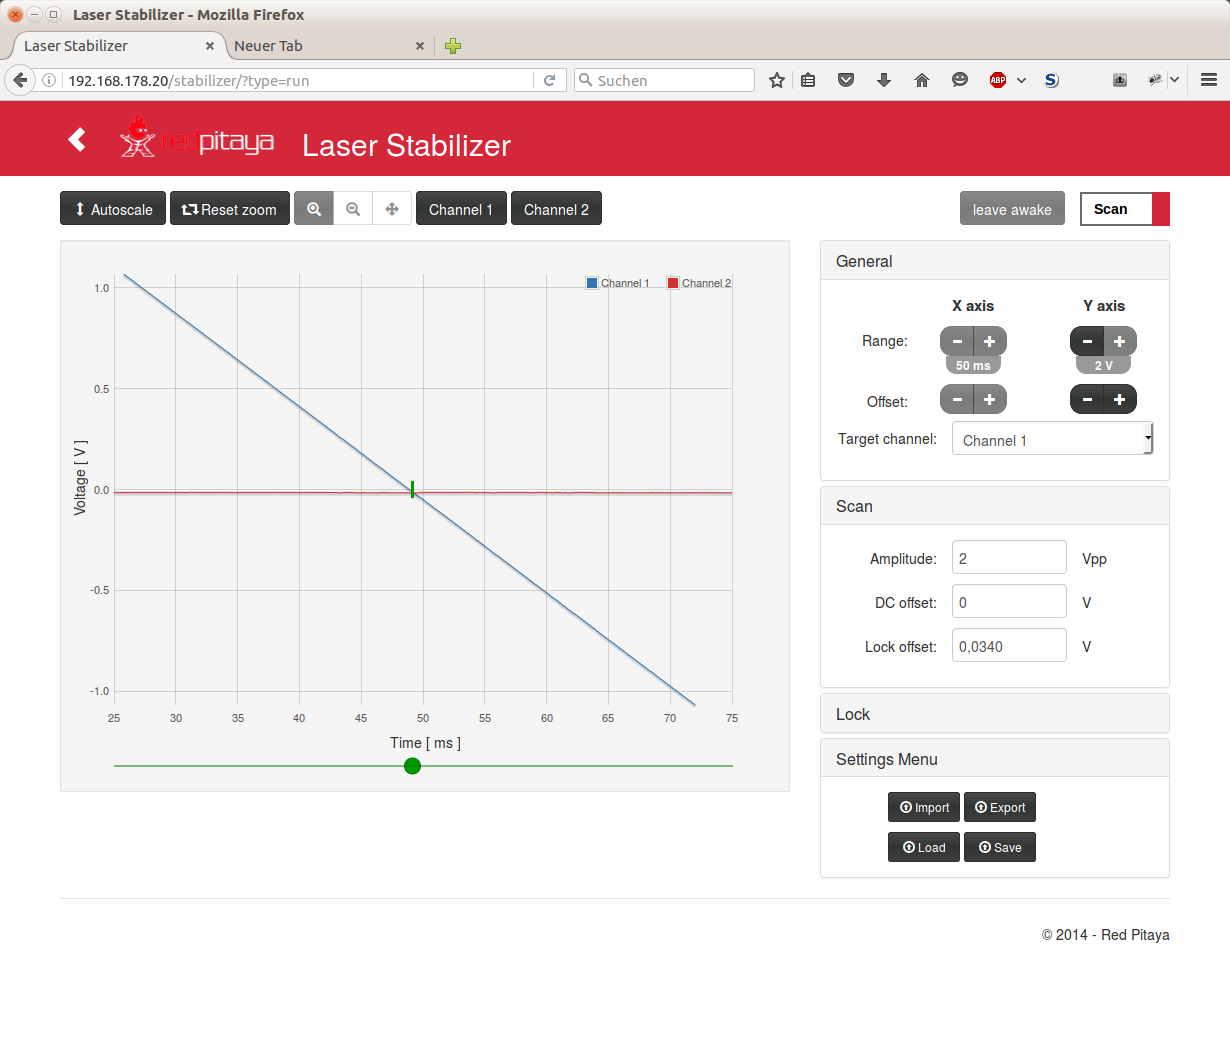 Laser Stabilizer - Mozilla Firefox
Laser Stabilizer
Neuer Tab
192.168.178.20/stabilizer/?type=run
Suchen
ABP
S
redpitaya
Laser Stabilizer
Autoscale
Reset zoom
Channel 1
Channel 2
leave awake
Scan
Channel 1
Channel 2
1.0
0.5
0.0
-0.5
-1.0
Voltage [ V ]
25 30 35 40 45 50 55 60 65 70 75
Time [ ms ]
General
X axis Y axis
Range: − + − +
50 ms 2 V
Offset: − + − +
Target channel: Channel 1
Scan
Amplitude: 2 Vpp
DC offset: 0 V
Lock offset: 0,0340 V
Lock
Settings Menu
Import Export
Load Save
© 2014 - Red Pitaya